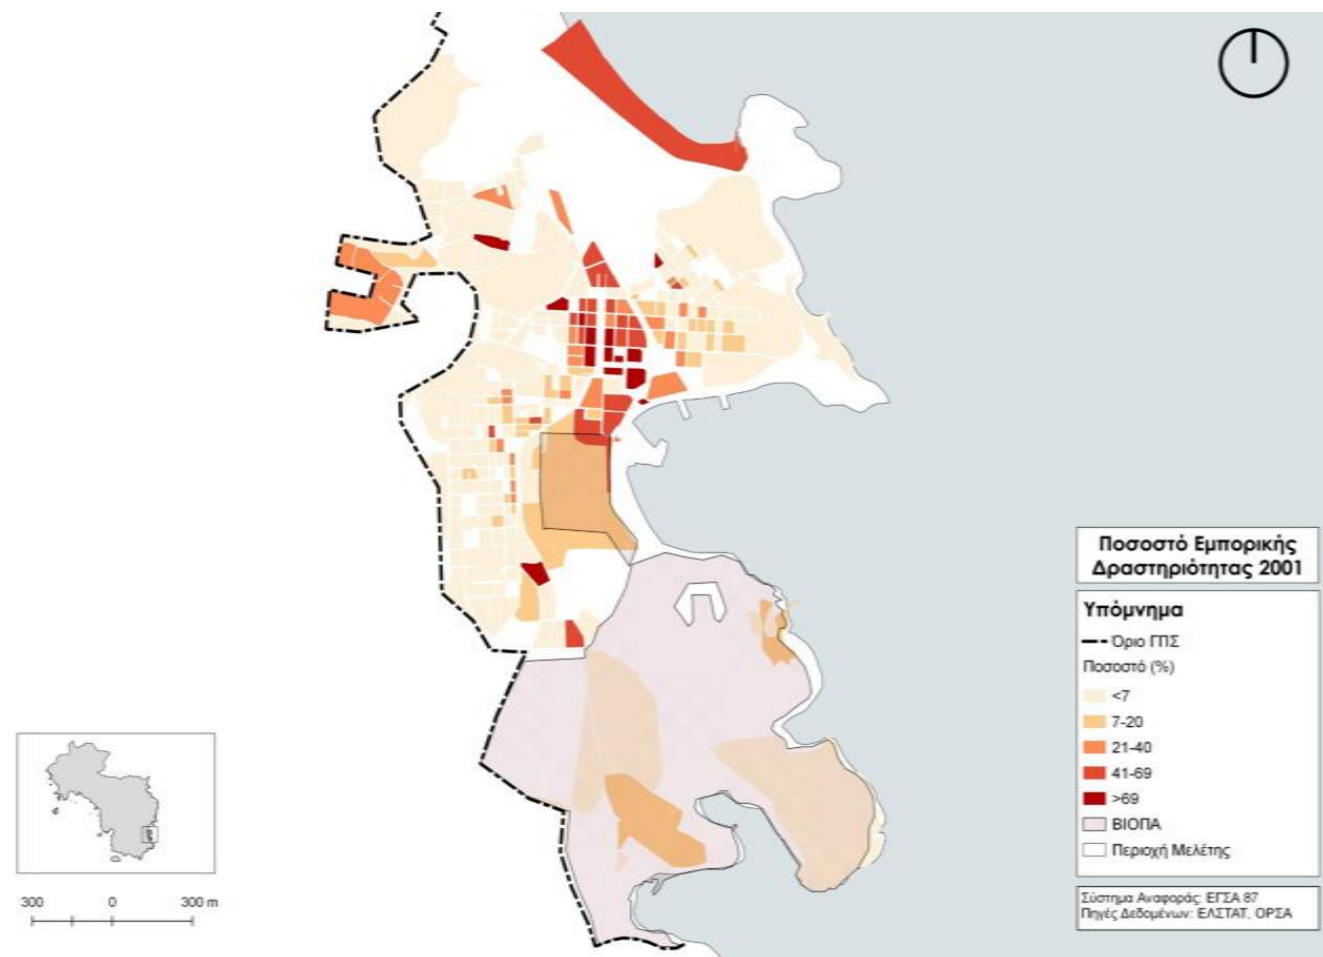 Ποσοστό Εμπορικής
Δραστηριότητας 2001
Υπόμνημα
Όριο ΓΠΣ
Ποσοστό (%)
<7
7-20
21-40
41-69
>69
ΒΙΟΠΑ
Περιοχή Μελέτης
Σύστημα Αναφοράς: ΕΓΣΑ 87
Πηγές Δεδομένων: ΕΛΣΤΑΤ, ΟΡΣΑ
300 0 300 m